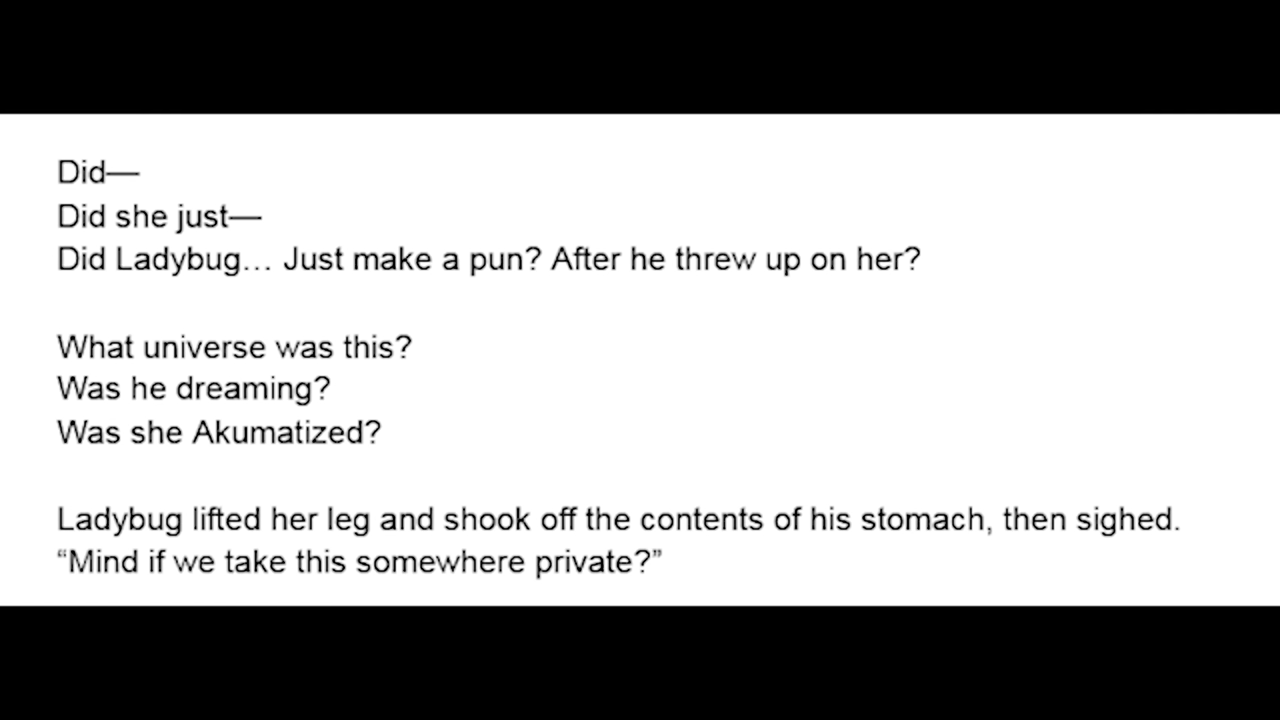 Did—
Did she just—
Did Ladybug... Just make a pun? After he threw up on her?
What universe was this?
Was he dreaming?
Was she Akumatized?
Ladybug lifted her leg and shook off the contents of his stomach, then sighed.
“Mind if we take this somewhere private?”